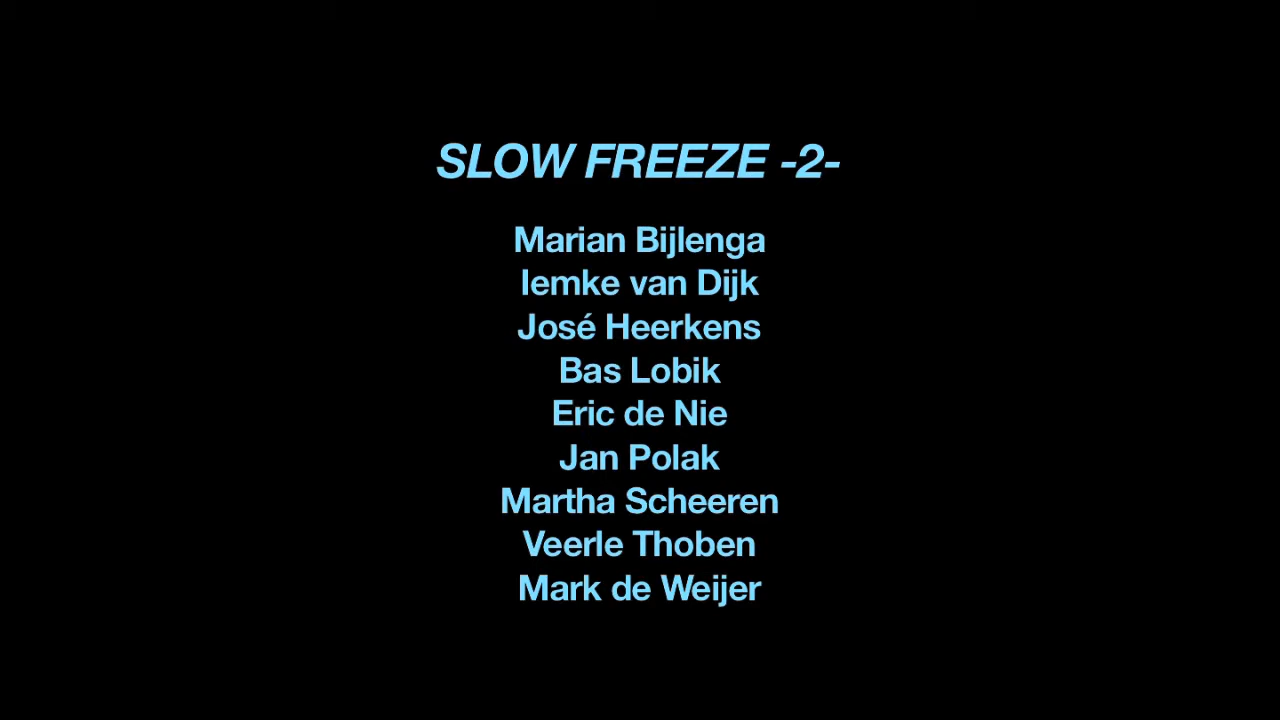 SLOW FREEZE -2-
Marian Bijlenga
Iemke van Dijk
José Heerkens
Bas Lobik
Eric de Nie
Jan Polak
Martha Scheeren
Veerle Thoben
Mark de Weijer